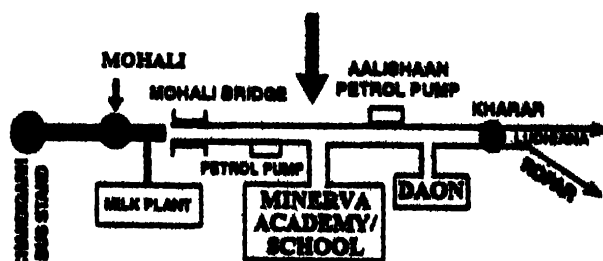 MOHALI
MOHALI BRIDGE
AALISHAAN
PETROL PUMP
KHARAR
LUDHIANA
ROPAR
CHANDIGARH
BUS STAND
MILK PLANT
PETROL PUMP
MINERVA
ACADEMY/
SCHOOL
DAON